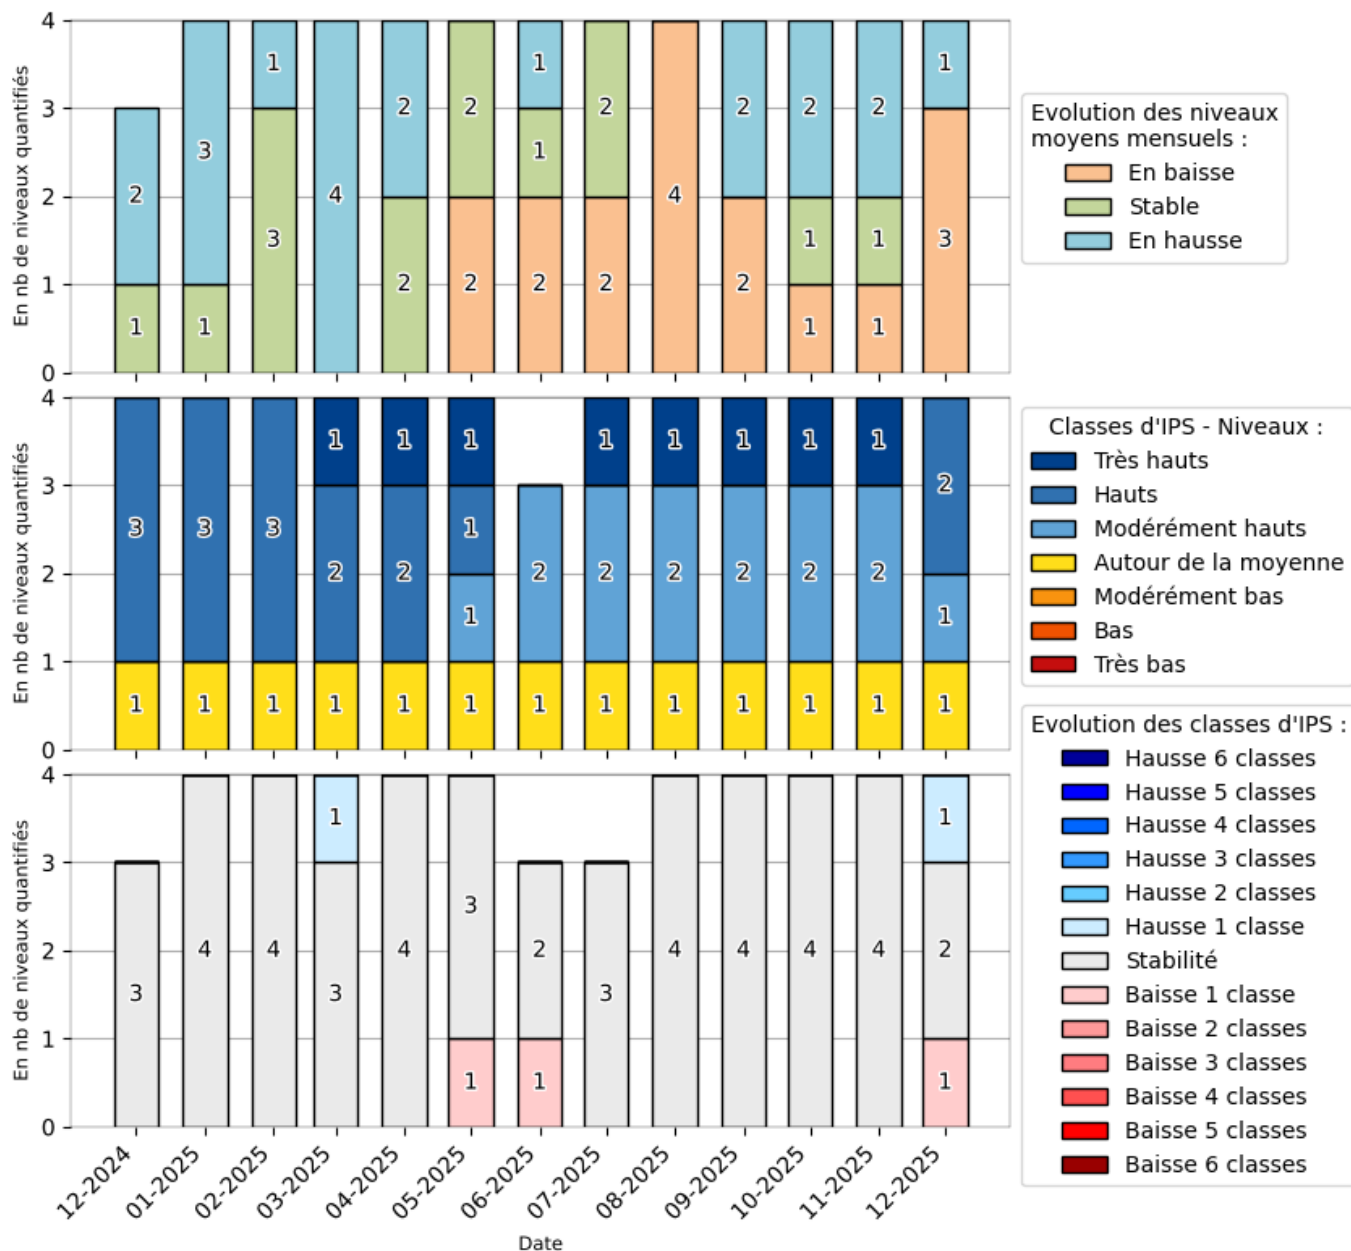 4
3
2
1
0
En nb de niveaux quantifiés
1 2
1 3
3 1
4
2 2
2 2
2 1 1
2 2
4
2 2
1 1 2
1 1 2
3 1
Evolution des niveaux
moyens mensuels :
En baisse
Stable
En hausse
4
3
2
1
0
En nb de niveaux quantifiés
1 3
1 3
1 3
1 2 1
1 2 1
1 1 1 1
1 2
1 2 1
1 2 1
1 2 1
1 2 1
1 2 1
1 1 2
Classes d'IPS - Niveaux :
Très hauts
Hauts
Modérément hauts
Autour de la moyenne
Modérément bas
Bas
Très bas
4
3
2
1
0
En nb de niveaux quantifiés
3
4
4
3 1
4
1 3
1 2
3
4
4
4
4
1 2 1
Evolution des classes d'IPS :
Hausse 6 classes
Hausse 5 classes
Hausse 4 classes
Hausse 3 classes
Hausse 2 classes
Hausse 1 classe
Stabilité
Baisse 1 classe
Baisse 2 classes
Baisse 3 classes
Baisse 4 classes
Baisse 5 classes
Baisse 6 classes
12-2024
01-2025
02-2025
03-2025
04-2025
05-2025
06-2025
07-2025
08-2025
09-2025
10-2025
11-2025
12-2025
Date